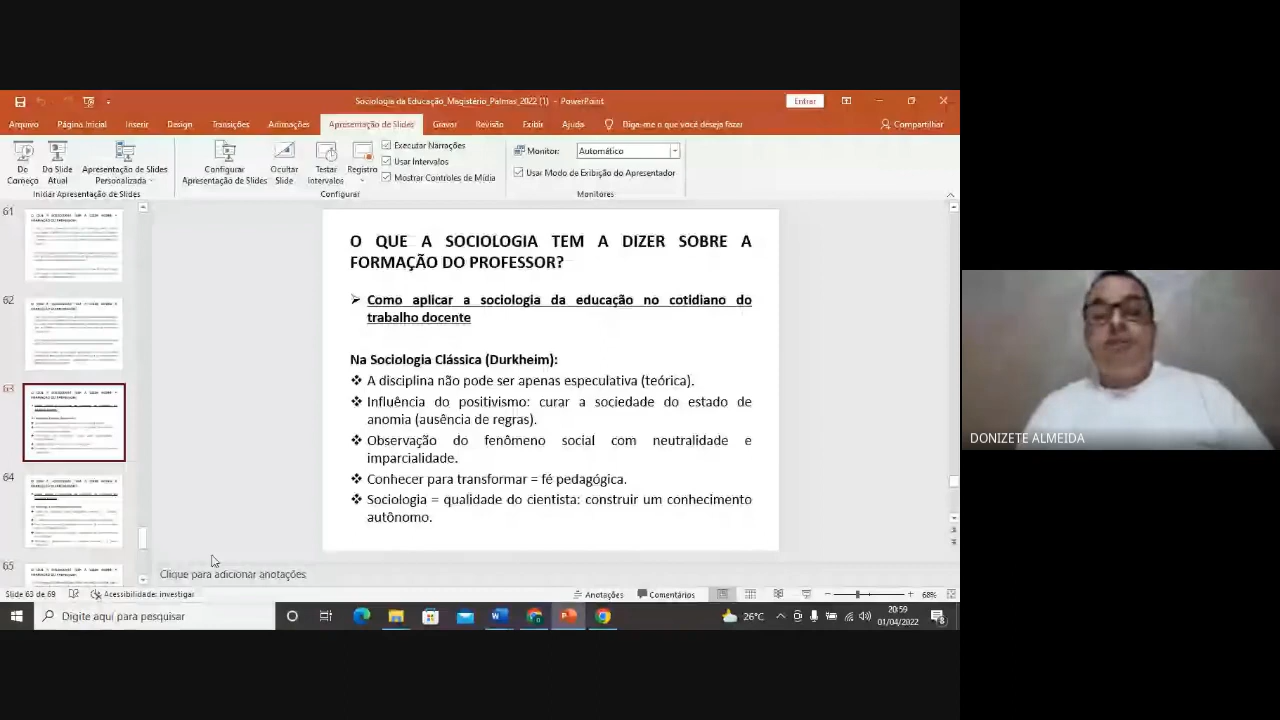 Sociologia da Educação_Magistério_Palmas_2022 (1) - PowerPoint
Entrar
Arquivo Página Inicial Inserir Design Transições Animações Apresentação de Slides Gravar Revisão Exibir Ajuda Diga-me o que você deseja fazer Compartilhar
Do Começo
Do Slide Atual
Apresentação de Slides Personalizada
Iniciar Apresentação de Slides
Configurar Apresentação de Slides
Ocultar Slide
Testar Intervalos
Registro
Executar Narrações
Usar Intervalos
Mostrar Controles de Mídia
Configurar
Monitor: Automático
Usar Modo de Exibição do Apresentador
Monitores
61
62
63
64
65
O QUE A SOCIOLOGIA TEM A DIZER SOBRE A
FORMAÇÃO DO PROFESSOR?
Como aplicar a sociologia da educação no cotidiano do
trabalho docente
Na Sociologia Clássica (Durkheim):
A disciplina não pode ser apenas especulativa (teórica).
Influência do positivismo: curar a sociedade do estado de
anomia (ausência de regras).
Observação do fenômeno social com neutralidade e
imparcialidade.
Conhecer para transformar = fé pedagógica.
Sociologia = qualidade do cientista: construir um conhecimento
autônomo.
Clique para adicionar anotações
Slide 63 de 69 Acessibilidade: investigar Anotações Comentários 68%
Digite aqui para pesquisar
26°C
20:59
01/04/2022
8
DONIZETE ALMEIDA